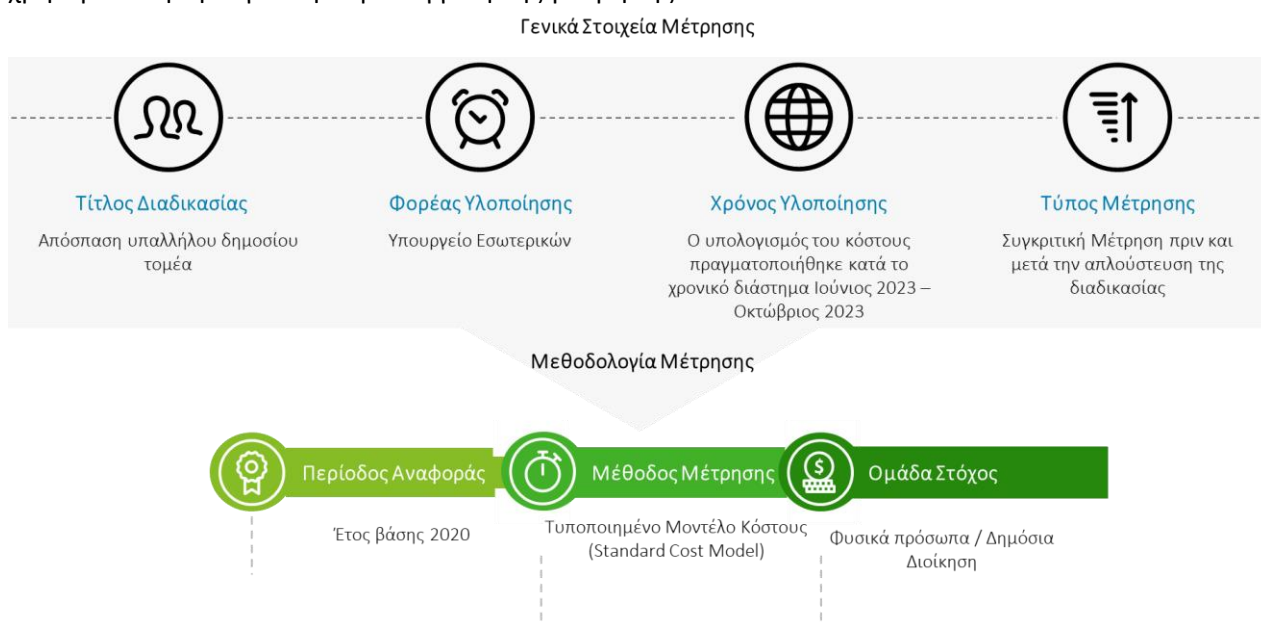 Γενικά Στοιχεία Μέτρησης
Τίτλος Διαδικασίας
Απόσπαση υπαλλήλου δημοσίου
τομέα
Φορέας Υλοποίησης
Υπουργείο Εσωτερικών
Χρόνος Υλοποίησης
Ο υπολογισμός του κόστους
πραγματοποιήθηκε κατά το
χρονικό διάστημα Ιούνιος 2023 –
Οκτώβριος 2023
Τύπος Μέτρησης
Συγκριτική Μέτρηση πριν και
μετά την απλούστευση της
διαδικασίας
Μεθοδολογία Μέτρησης
Περίοδος Αναφοράς
Έτος βάσης 2020
Μέθοδος Μέτρησης
Τυποποιημένο Μοντέλο Κόστους
(Standard Cost Model)
Ομάδα Στόχος
Φυσικά πρόσωπα / Δημόσια
Διοίκηση